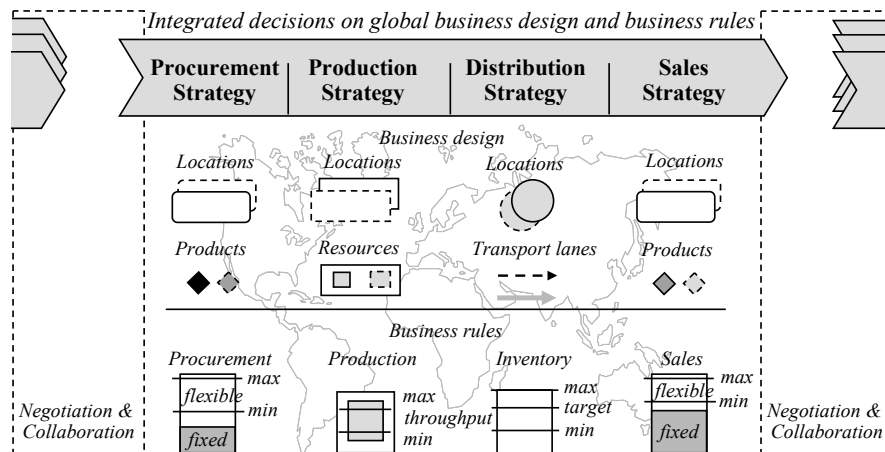 Integrated decisions on global business design and business rules
Procurement Strategy
Production Strategy
Distribution Strategy
Sales Strategy
Business design
Locations
Locations
Locations
Locations
Products
Resources
Transport lanes
Products
Business rules
Procurement
max
flexible
min
fixed
Production
max
throughput
min
Inventory
max
target
min
Sales
max
flexible
min
fixed
Negotiation &
Collaboration
Negotiation &
Collaboration